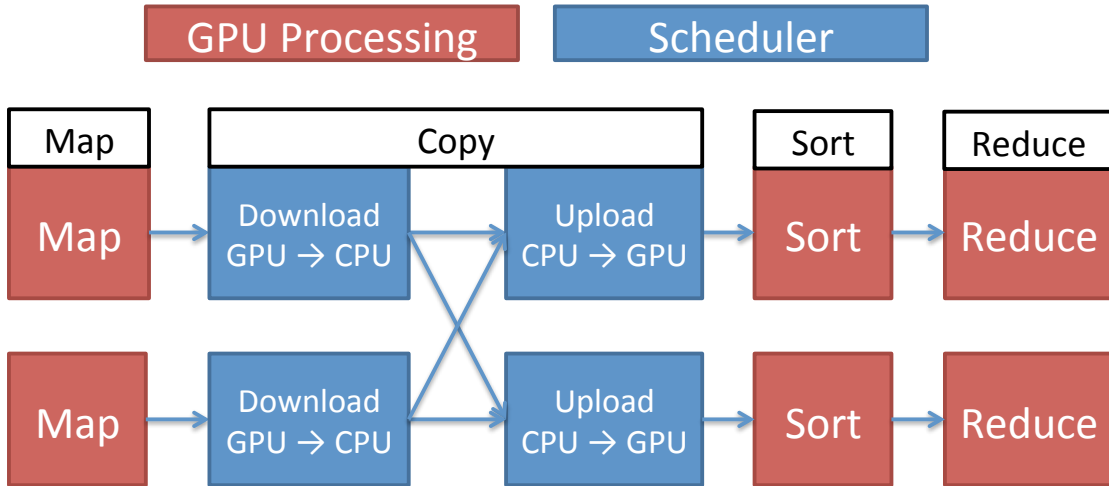 GPU Processing
Scheduler
Map
Copy
Sort
Reduce
Map
Download
GPU → CPU
Upload
CPU → GPU
Sort
Reduce
Map
Download
GPU → CPU
Upload
CPU → GPU
Sort
Reduce